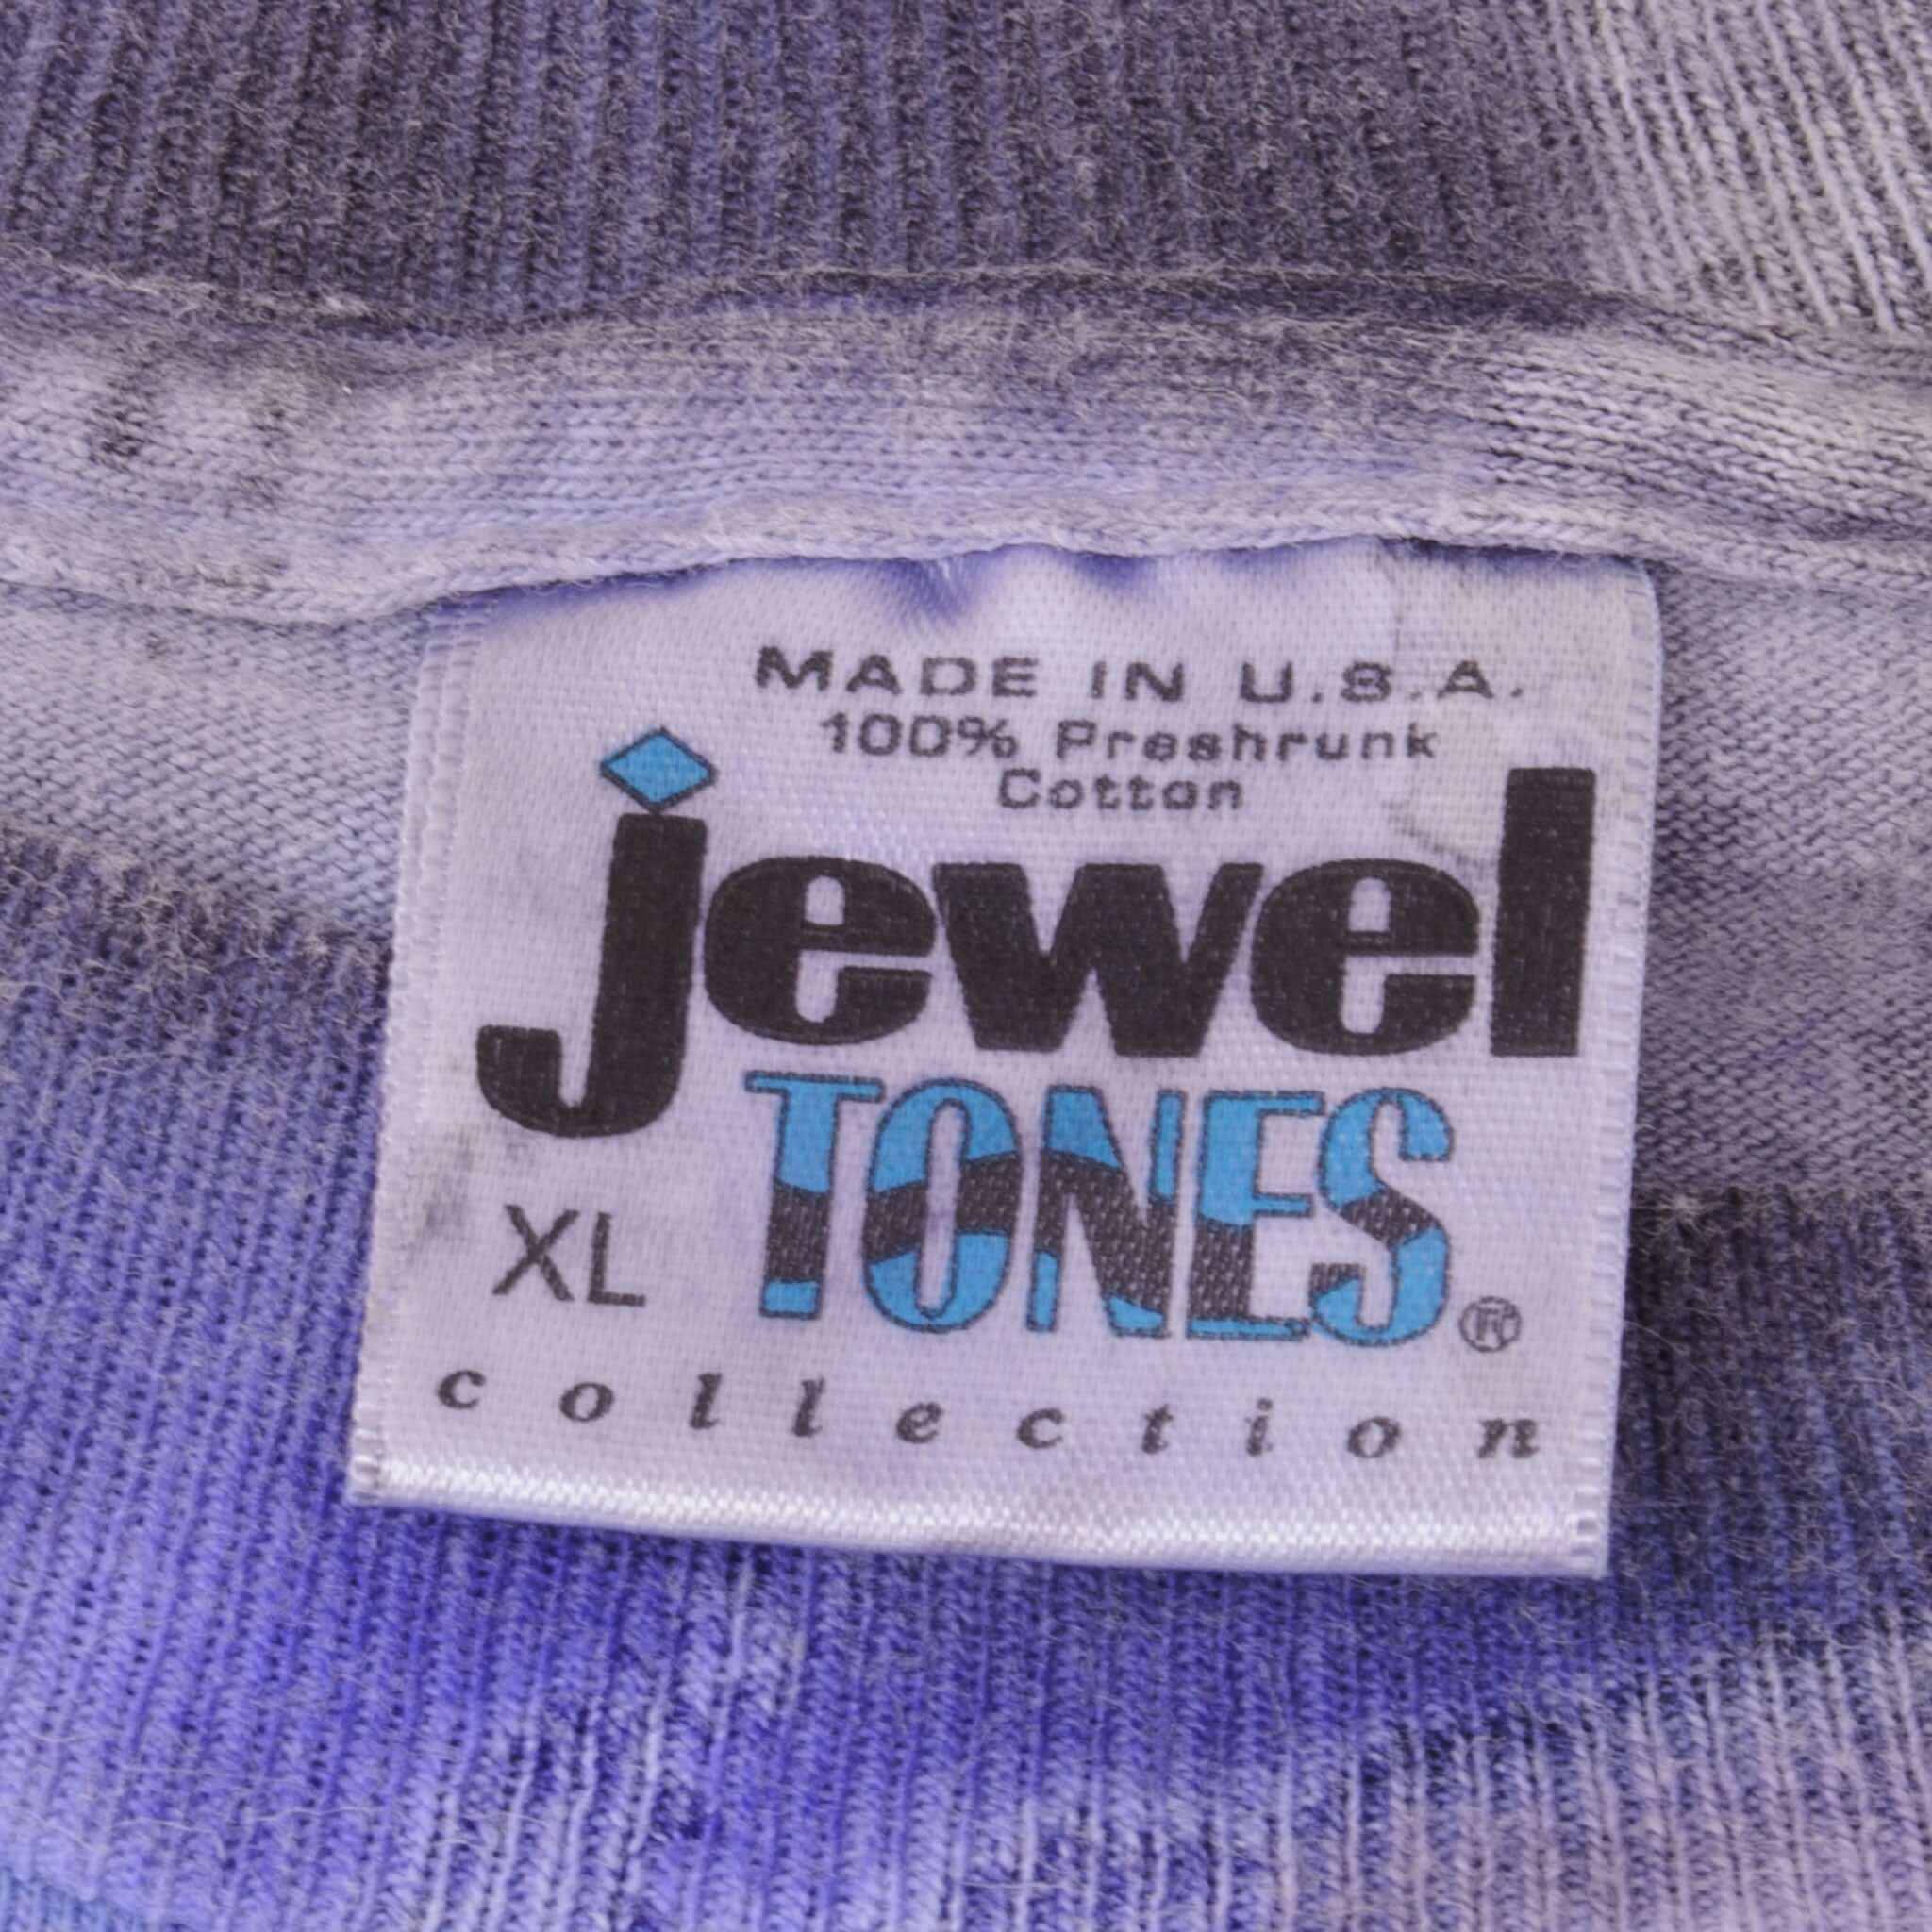 MADE IN U.S.A.
100% Preshrunk
Cotton
jewel
TONES®
XL
collection